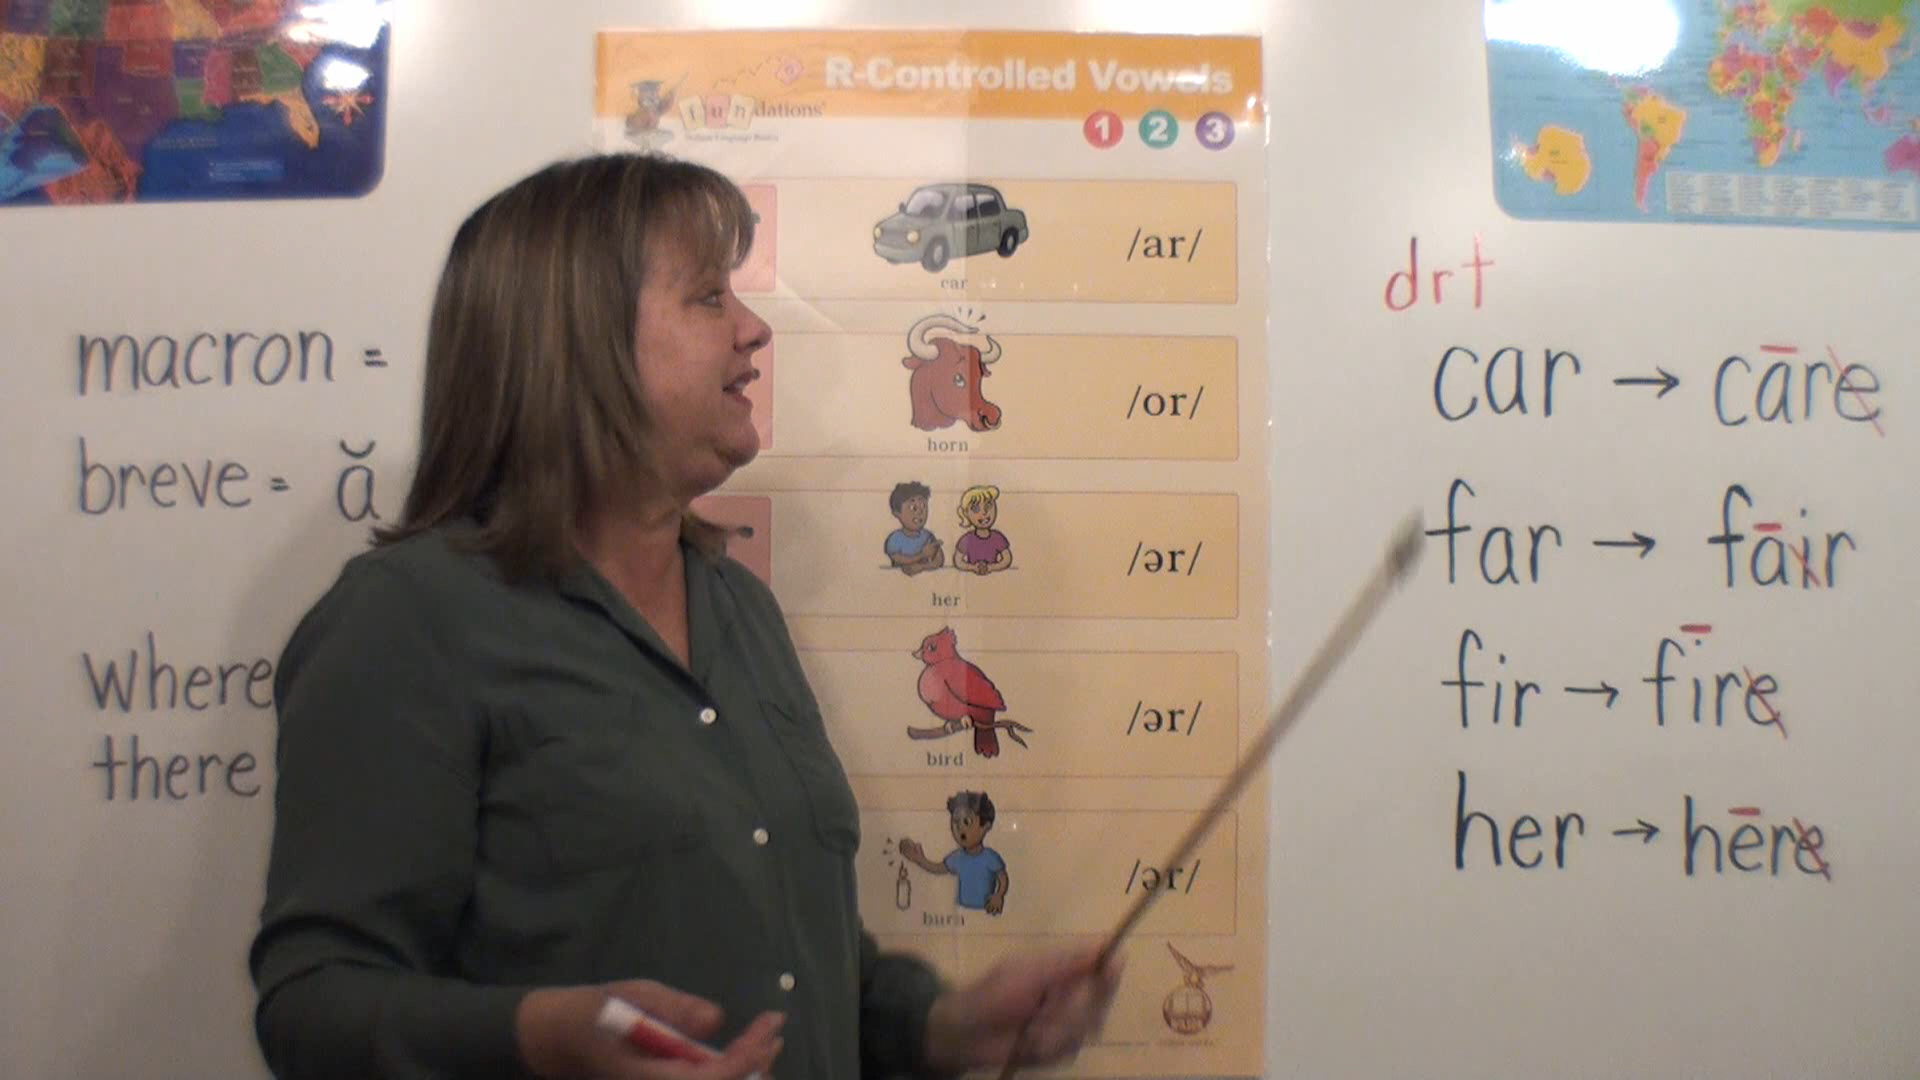 macron =
breve = ă
where
there
R-Controlled Vowels
fundations®
1 2 3
car
/ar/
horn
/or/
her
/ər/
bird
/ər/
burn
/ər/
drt
car → cāre
far → fāir
fir → fīre
her → hēre